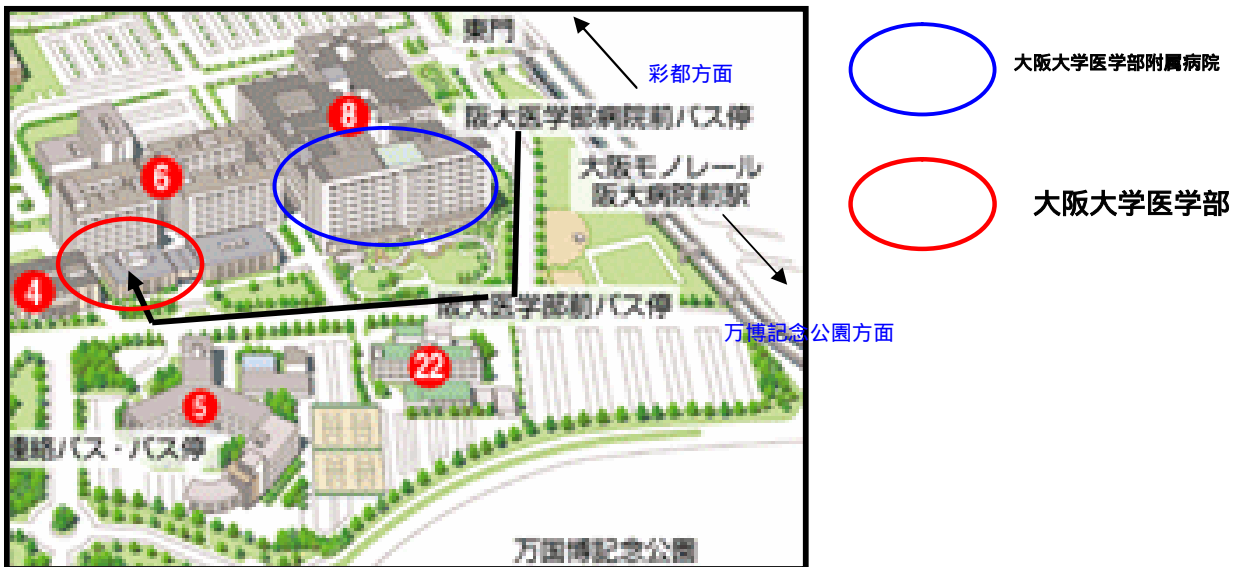 東門
彩都方面
大阪大学医学部附属病院
8
阪大医学部病院前バス停
大阪モノレール
阪大病院前駅
6
大阪大学医学部
4
阪大医学部前バス停
万博記念公園方面
22
5
連絡バス・バス停
万国博記念公園